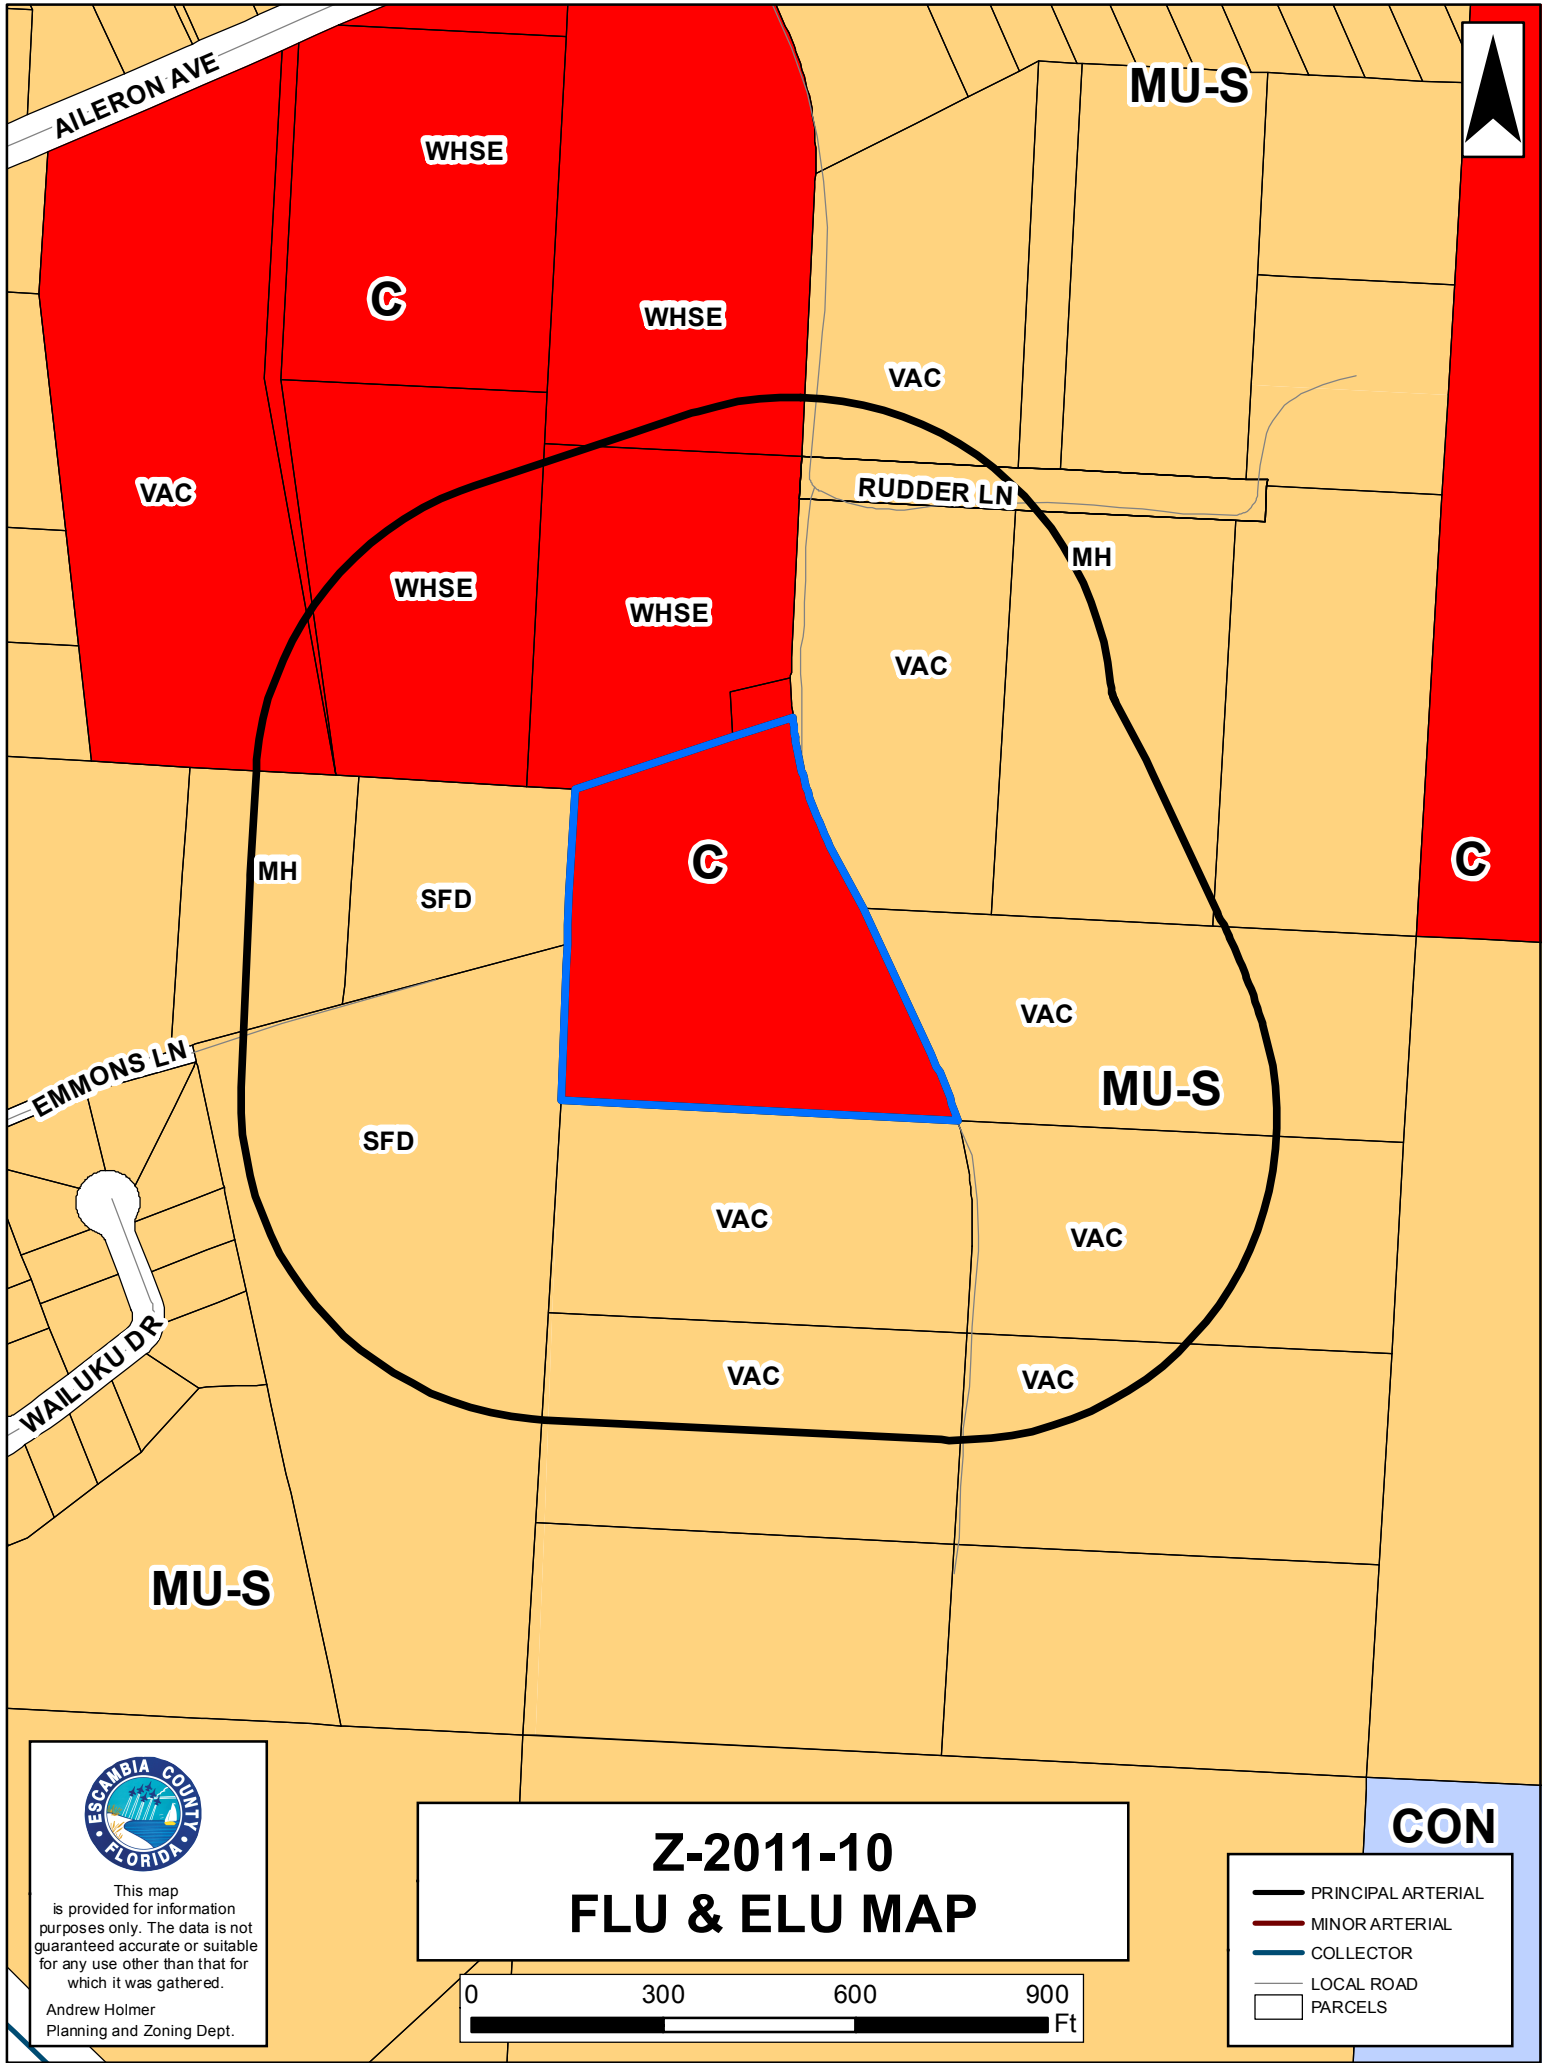 MU-S
AILERON AVE
WHSE
C
WHSE
VAC
VAC
RUDDER LN
MH
WHSE
WHSE
VAC
C
C
MH
SFD
VAC
EMMONS LN
MU-S
SFD
VAC
VAC
WAILUKU DR
VAC
VAC
MU-S
ESCAMBIA COUNTY
FLORIDA
This map
is provided for information
purposes only. The data is not
guaranteed accurate or suitable
for any use other than that for
which it was gathered.
Andrew Holmer
Planning and Zoning Dept.
Z-2011-10
FLU & ELU MAP
0 300 600 900
Ft
CON
PRINCIPAL ARTERIAL
MINOR ARTERIAL
COLLECTOR
LOCAL ROAD
PARCELS